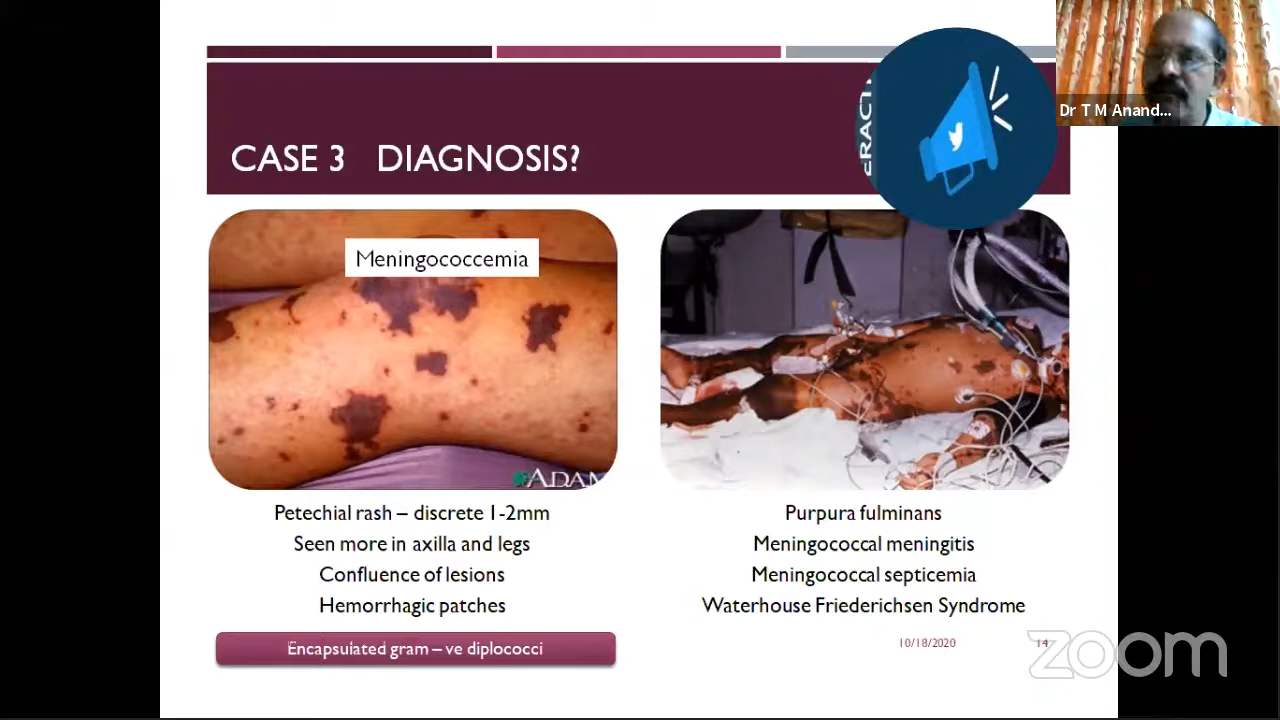 Dr T M Anand...
ERACT
CASE 3 DIAGNOSIS?
Meningococcemia
ADAM
Petechial rash – discrete 1-2mm
Seen more in axilla and legs
Confluence of lesions
Hemorrhagic patches
Encapsulated gram – ve diplococci
Purpura fulminans
Meningococcal meningitis
Meningococcal septicemia
Waterhouse Friederichsen Syndrome
10/18/2020
14
zoom